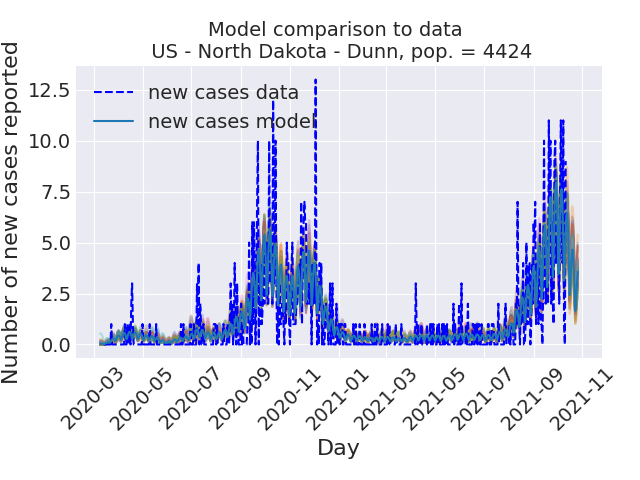 Model comparison to data
US - North Dakota - Dunn, pop. = 4424
Number of new cases reported
12.5
10.0
7.5
5.0
2.5
0.0
new cases data
new cases model
2020-03
2020-05
2020-07
2020-09
2020-11
2021-01
2021-03
2021-05
2021-07
2021-09
2021-11
Day